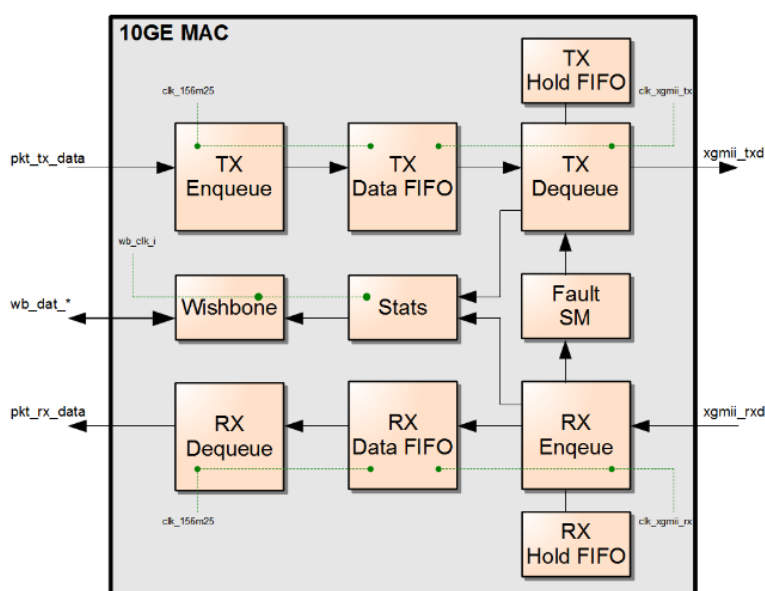 10GE MAC
TX
Hold FIFO
clk_156m25
clk_xgmii_tx
pkt_tx_data
TX
Enqueue
TX
Data FIFO
TX
Dequeue
xgmii_txd
wb_clk_i
wb_dat_*
Wishbone
Stats
Fault
SM
pkt_rx_data
RX
Dequeue
RX
Data FIFO
RX
Enqeue
xgmii_rxd
clk_156m25
clk_xgmii_rx
RX
Hold FIFO